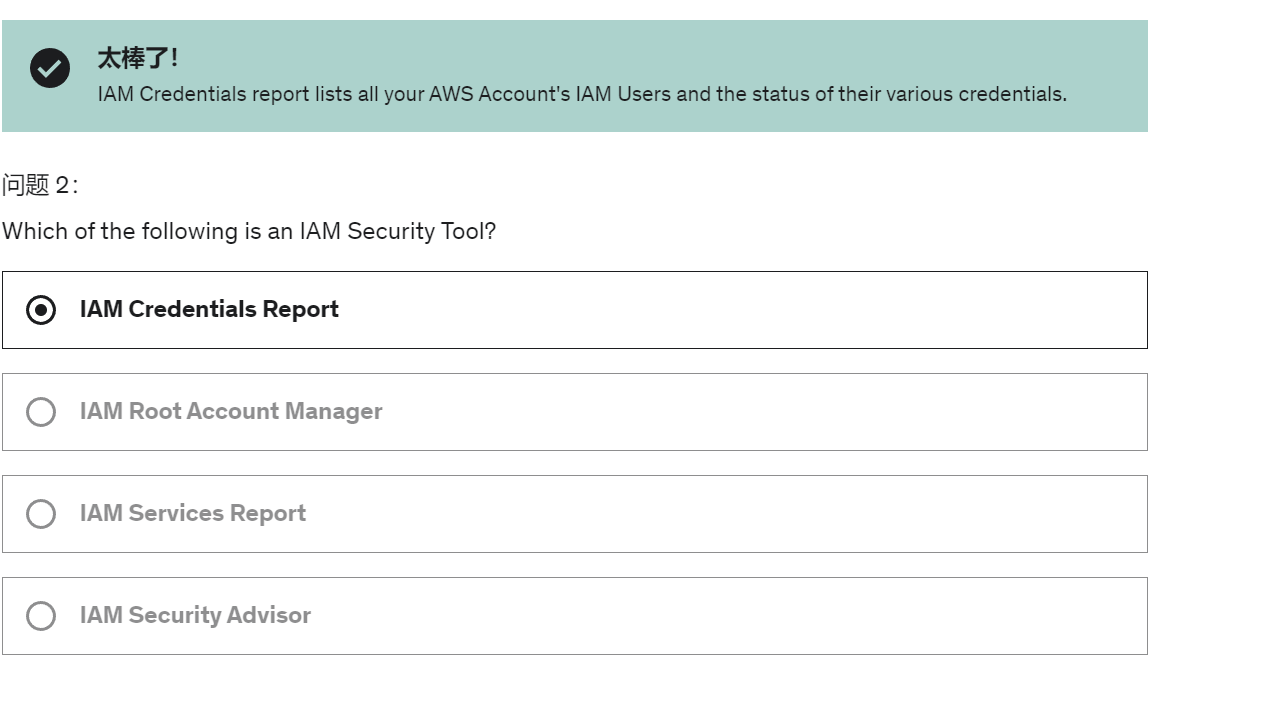 太棒了!
IAM Credentials report lists all your AWS Account's IAM Users and the status of their various credentials.
问题 2:
Which of the following is an IAM Security Tool?
IAM Credentials Report
IAM Root Account Manager
IAM Services Report
IAM Security Advisor